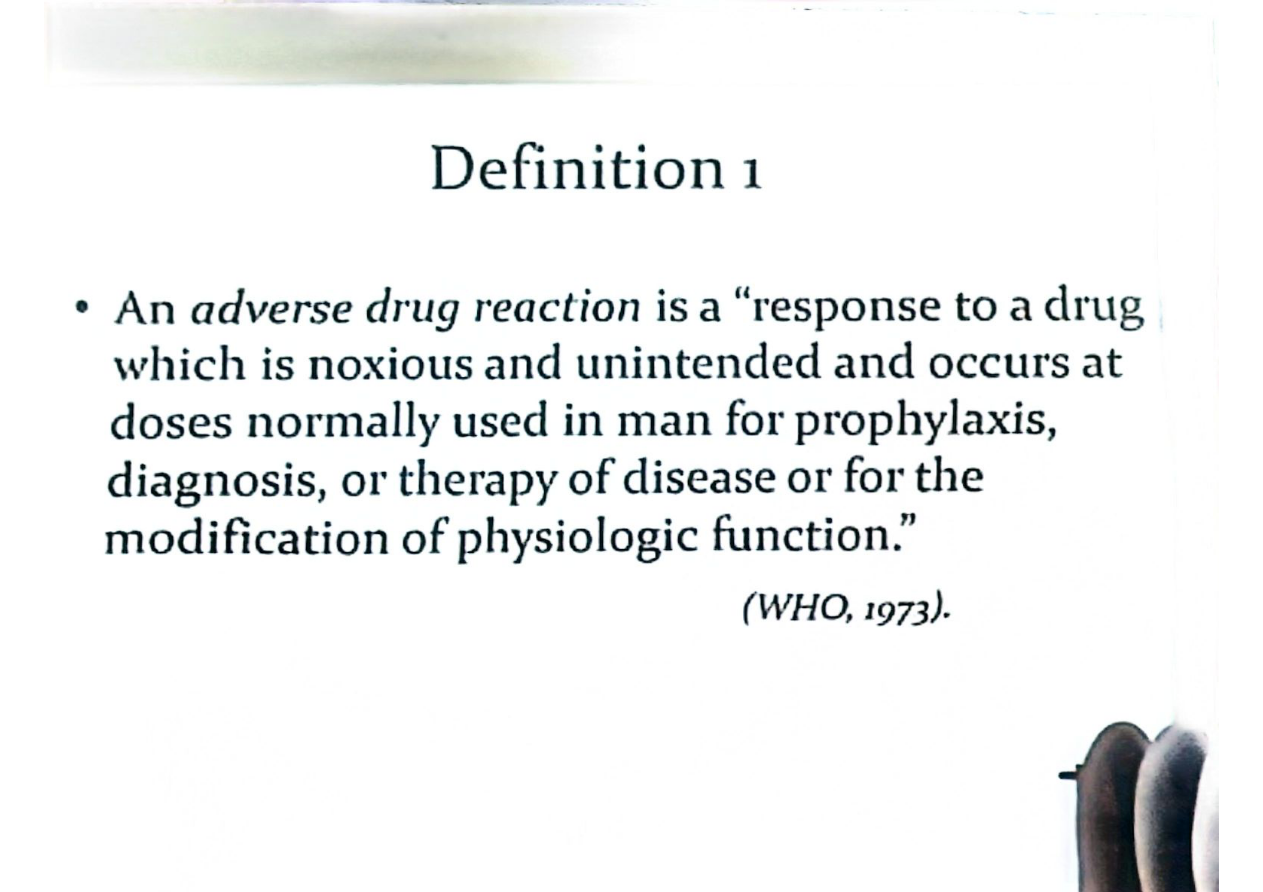 Definition 1
• An adverse drug reaction is a “response to a drug
which is noxious and unintended and occurs at
doses normally used in man for prophylaxis,
diagnosis, or therapy of disease or for the
modification of physiologic function.”
(WHO, 1973).